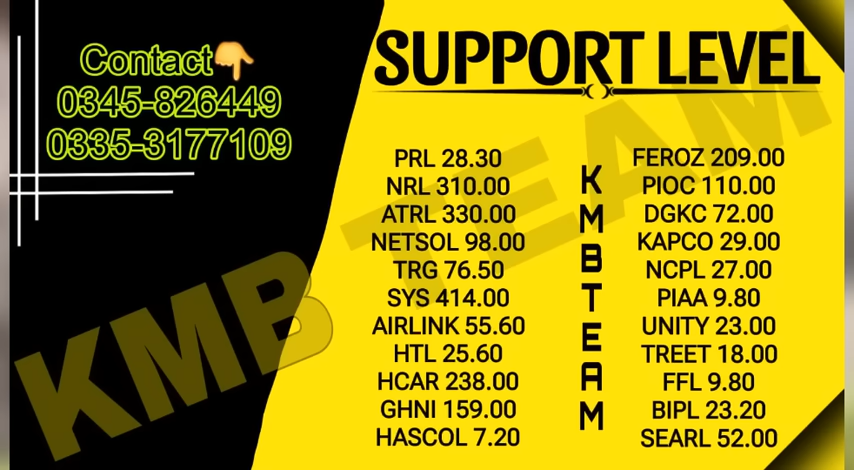 Contact👇
0345-826449
0335-3177109
SUPPORT LEVEL
PRL 28.30
NRL 310.00
ATRL 330.00
NETSOL 98.00
TRG 76.50
SYS 414.00
AIRLINK 55.60
HTL 25.60
HCAR 238.00
GHNI 159.00
HASCOL 7.20
K
M
B
T
E
A
M
FEROZ 209.00
PIOC 110.00
DGKC 72.00
KAPCO 29.00
NCPL 27.00
PIAA 9.80
UNITY 23.00
TREET 18.00
FFL 9.80
BIPL 23.20
SEARL 52.00
KMB TEAM